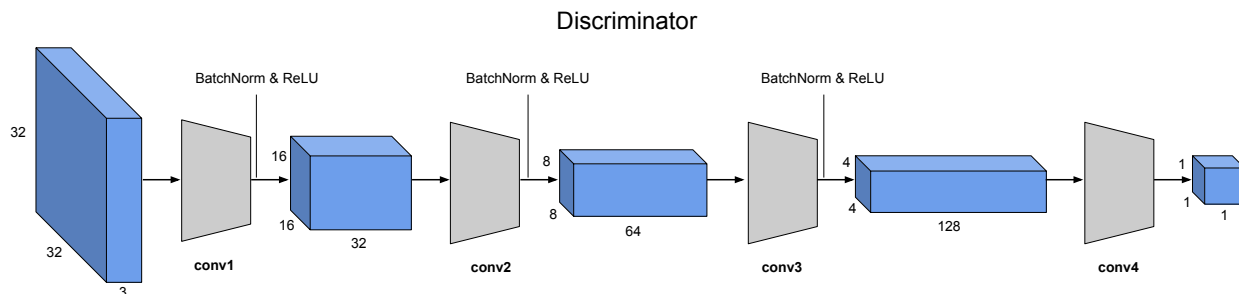 Discriminator
BatchNorm & ReLU
BatchNorm & ReLU
BatchNorm & ReLU
32
32
3
conv1
16
16
32
conv2
8
8
64
conv3
4
4
128
conv4
1
1
1